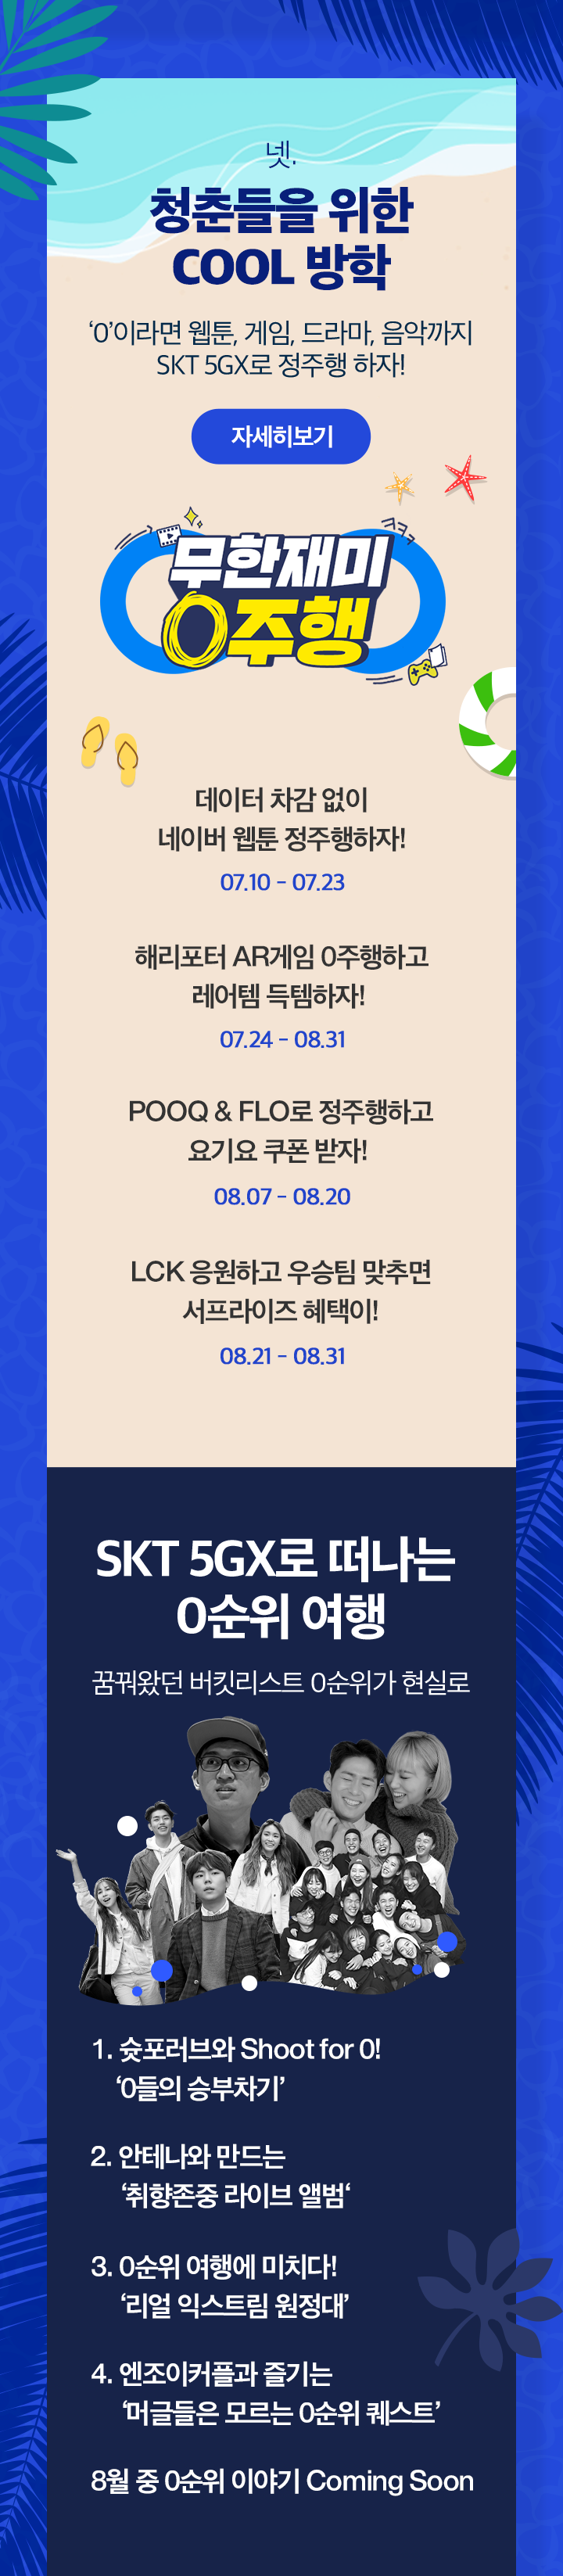 넷.
청춘들을 위한
COOL 방학
‘0’이라면 웹툰, 게임, 드라마, 음악까지
SKT 5GX로 정주행 하자!
자세히보기
ㅋㅋㅋ
무한재미
0주행
데이터 차감 없이
네이버 웹툰 정주행하자!
07.10 - 07.23
해리포터 AR게임 0주행하고
레어템 득템하자!
07.24 - 08.31
POOQ & FLO로 정주행하고
요기요 쿠폰 받자!
08.07 - 08.20
LCK 응원하고 우승팀 맞추면
서프라이즈 혜택이!
08.21 - 08.31
SKT 5GX로 떠나는
0순위 여행
꿈꿔왔던 버킷리스트 0순위가 현실로
1. 슛포러브와 Shoot for 0!
‘0들의 승부차기’
2. 안테나와 만드는
‘취향존중 라이브 앨범‘
3. 0순위 여행에 미치다!
‘리얼 익스트림 원정대’
4. 엔조이커플과 즐기는
‘머글들은 모르는 0순위 퀘스트’
8월 중 0순위 이야기 Coming Soon